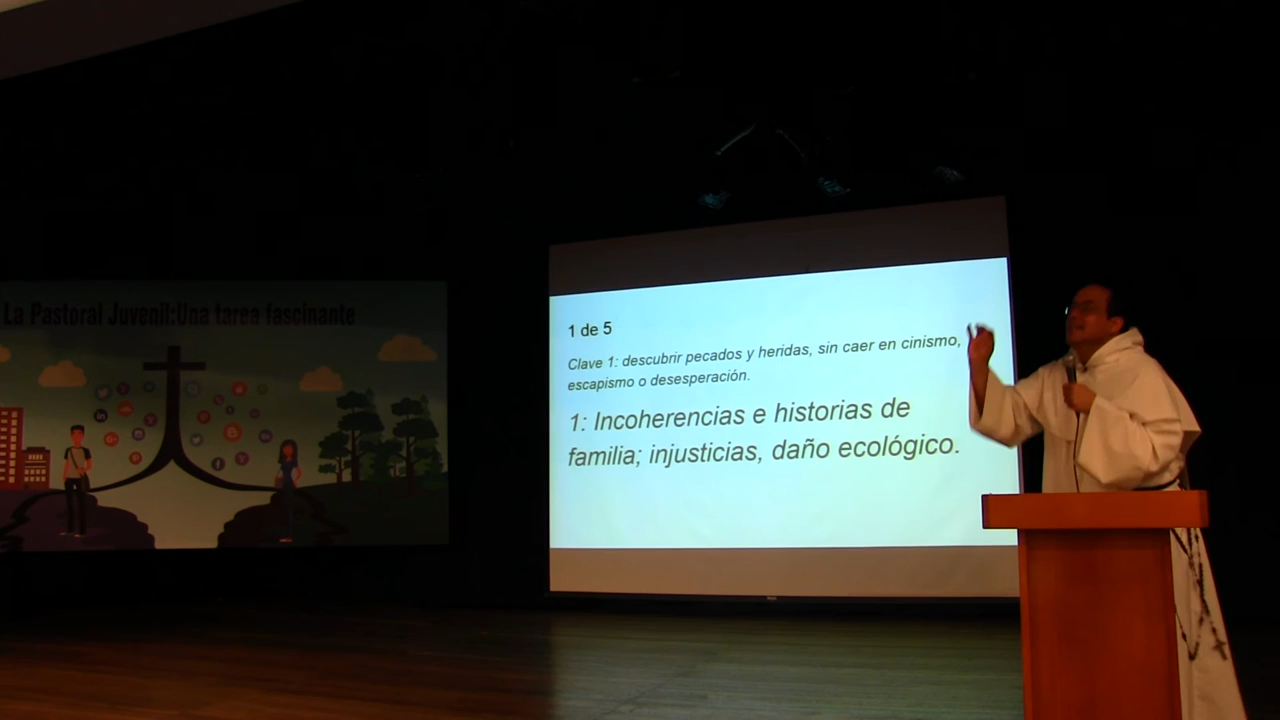 La Pastoral Juvenil:Una tarea fascinante
1 de 5
Clave 1: descubrir pecados y heridas, sin caer en cinismo,
escapismo o desesperación.
1: Incoherencias e historias de
familia; injusticias, daño ecológico.